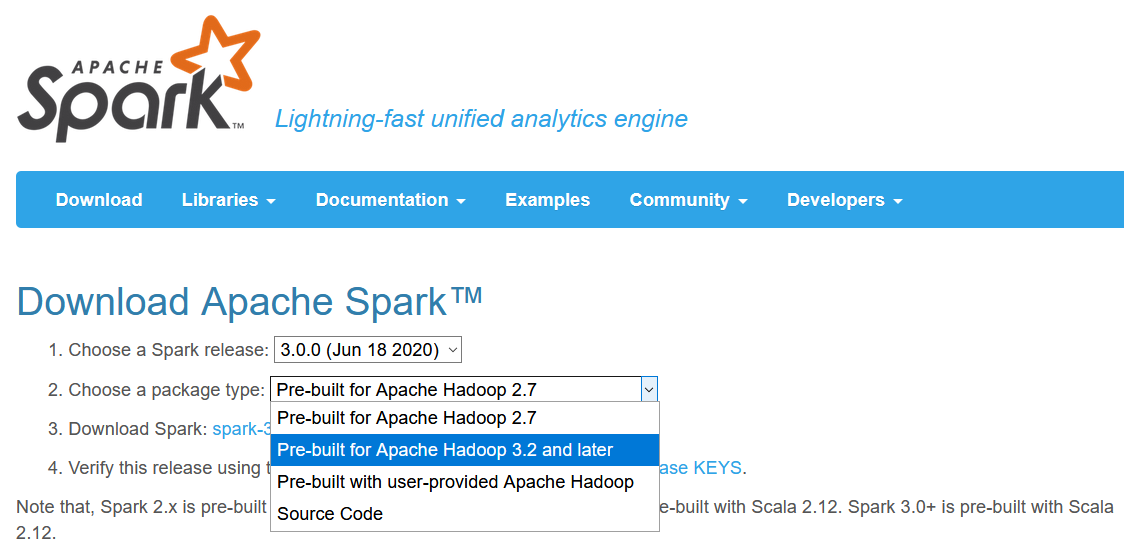 APACHE
Spark™
Lightning-fast unified analytics engine
Download Libraries Documentation Examples Community Developers
Download Apache Spark™
1. Choose a Spark release: 3.0.0 (Jun 18 2020)
2. Choose a package type: Pre-built for Apache Hadoop 2.7
Pre-built for Apache Hadoop 2.7
3. Download Spark: spark-3
Pre-built for Apache Hadoop 3.2 and later
4. Verify this release using t ase KEYS.
Pre-built with user-provided Apache Hadoop
Note that, Spark 2.x is pre-built e-built with Scala 2.12. Spark 3.0+ is pre-built with Scala
Source Code
2.12.